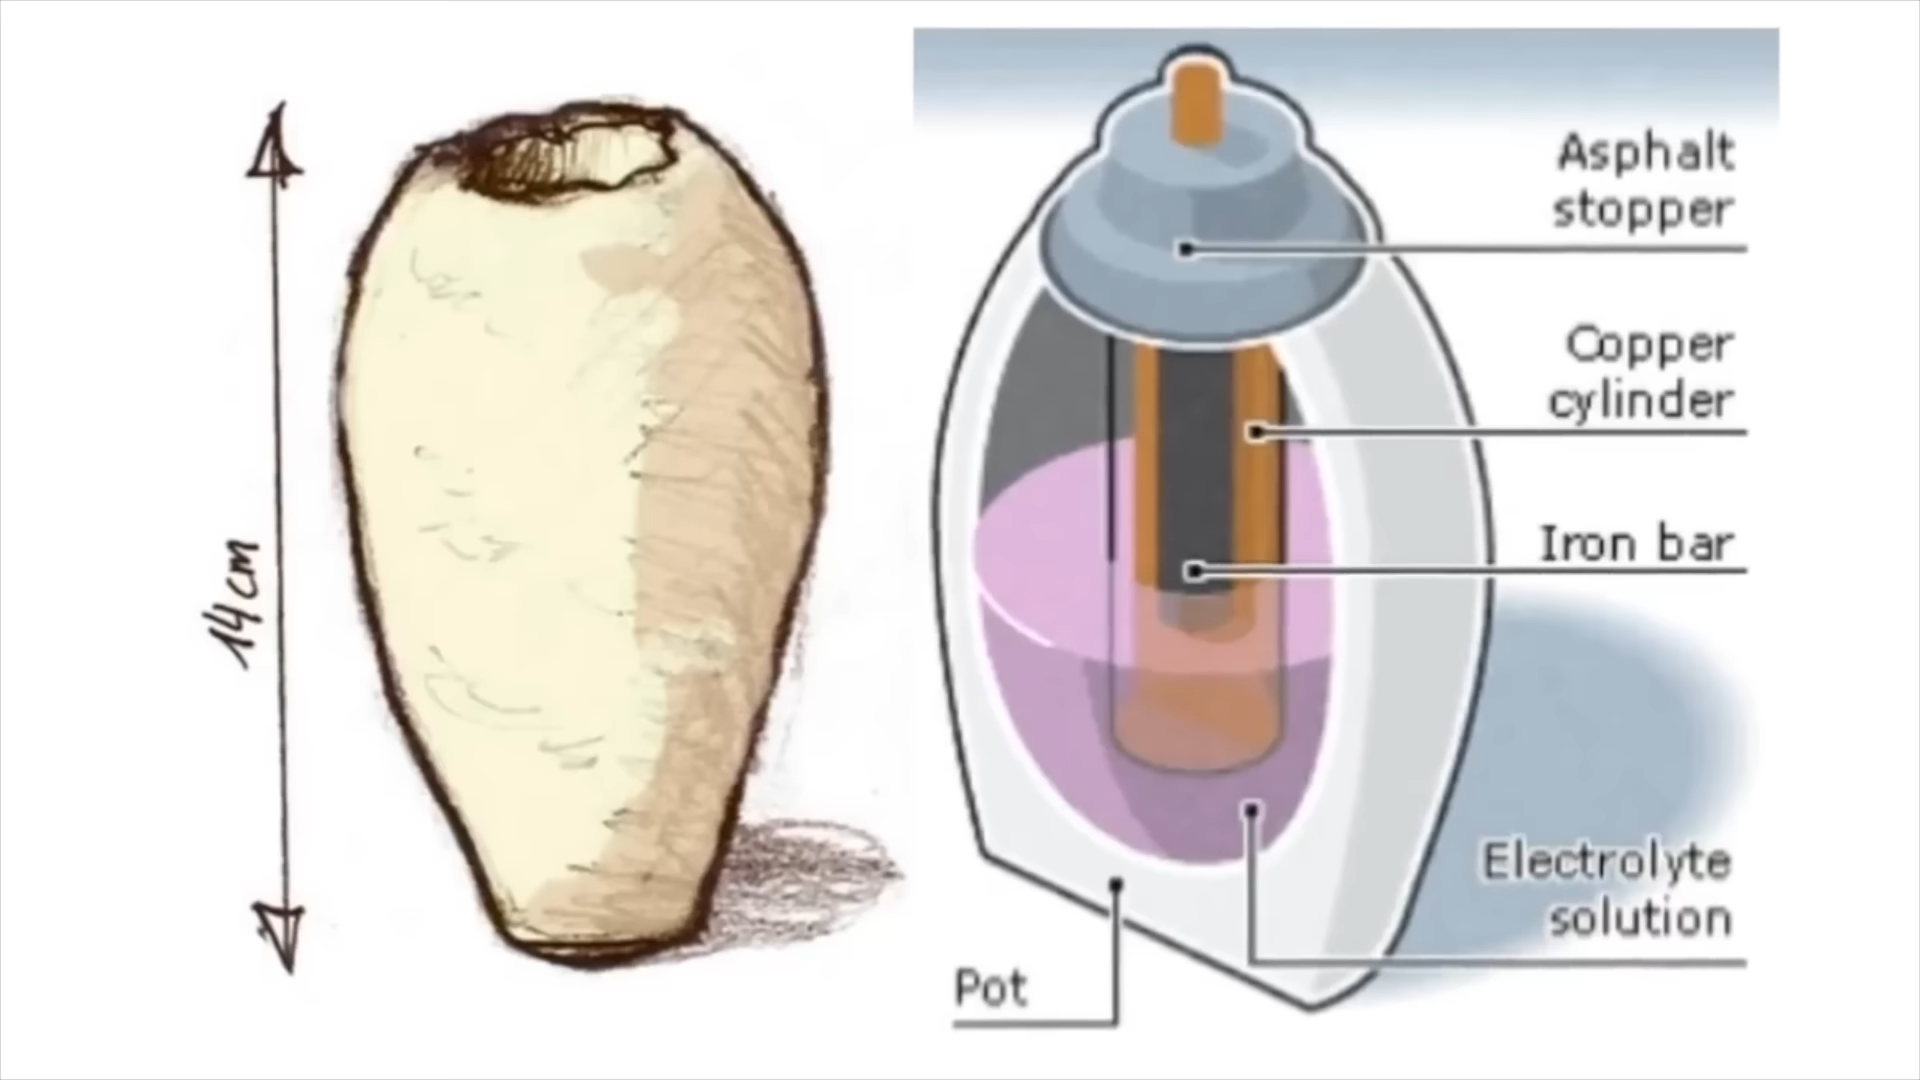 14cm
Asphalt
stopper
Copper
cylinder
Iron bar
Electrolyte
solution
Pot